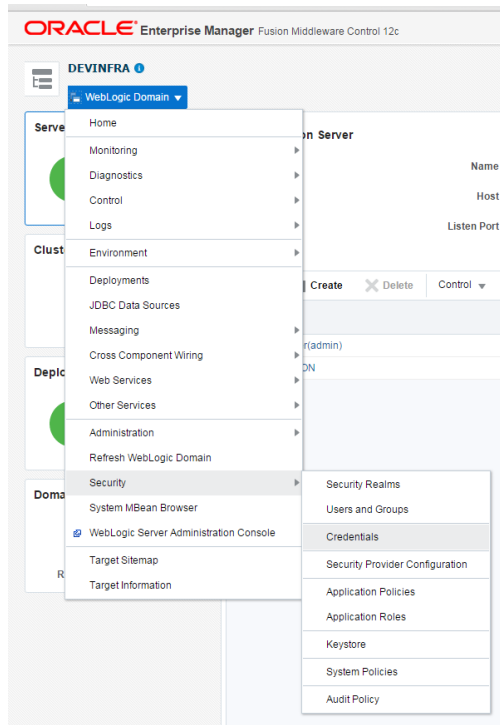 ORACLE Enterprise Manager Fusion Middleware Control 12c
DEVINFRA
WebLogic Domain
Home
Monitoring
Diagnostics
Control
Logs
Environment
Deployments
JDBC Data Sources
Messaging
Cross Component Wiring
Web Services
Other Services
Administration
Refresh WebLogic Domain
Security
System MBean Browser
WebLogic Server Administration Console
Target Sitemap
Target Information
Serve
on Server
Name
Host
Listen Port
Clust
Create
Delete
Control
r(admin)
ON
Deplo
Doma
R
Security Realms
Users and Groups
Credentials
Security Provider Configuration
Application Policies
Application Roles
Keystore
System Policies
Audit Policy